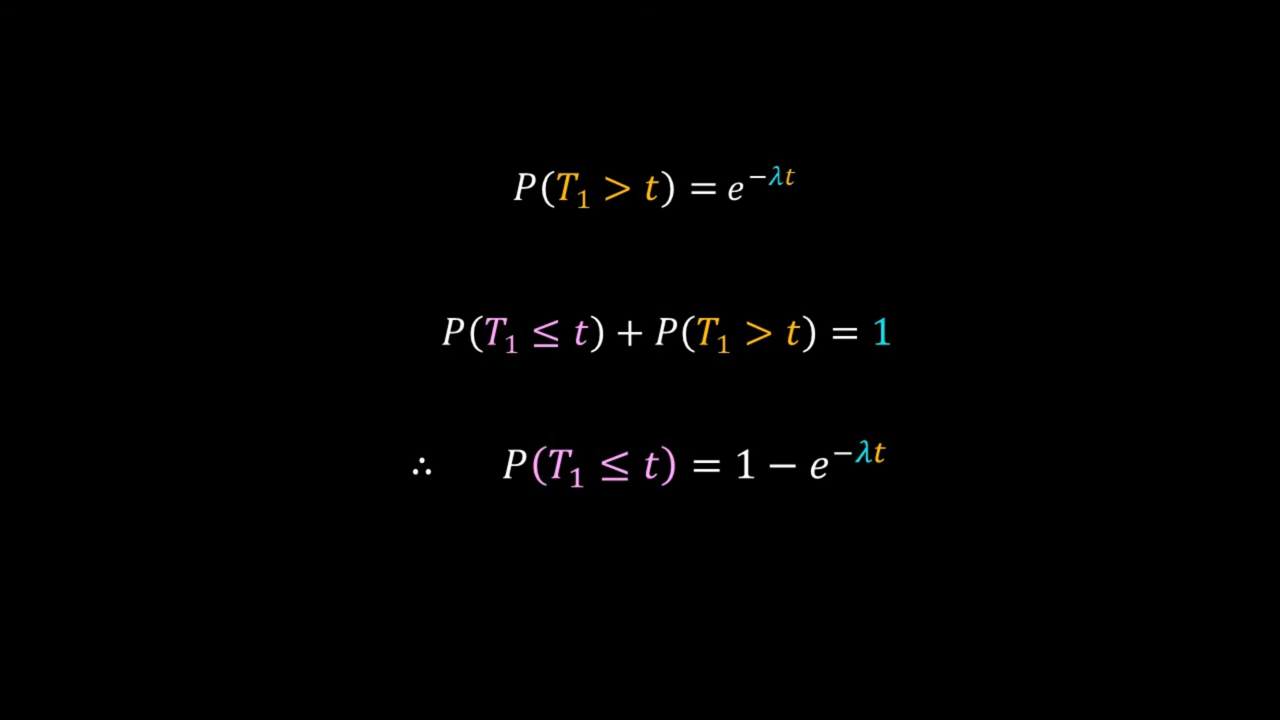 P(T₁ > t) = e^{−λt}
P(T₁ ≤ t) + P(T₁ > t) = 1
∴ P(T₁ ≤ t) = 1 − e^{−λt}